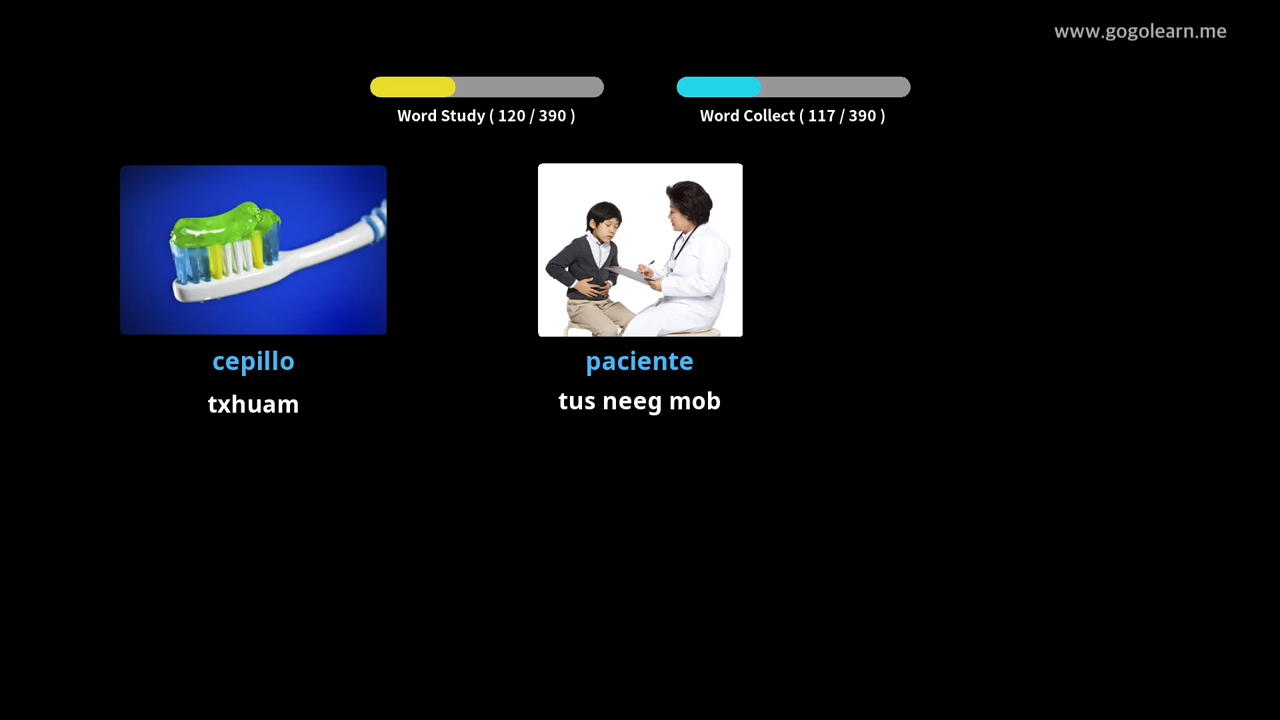 www.gogolearn.me
Word Study ( 120 / 390 )
Word Collect ( 117 / 390 )
cepillo
txhuam
paciente
tus neeg mob